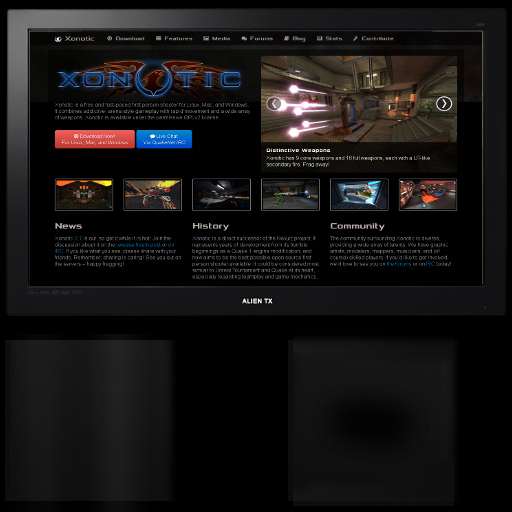 Xonotic Download Features Media Forums Blog Stats Contribute
XONOTIC
Xonotic is a free and fast-paced first person shooter for Linux, Mac, and Windows.
It combines addictive, arena-style gameplay with rapid movement and a wide array
of weapons. Xonotic is available under the permissive GPLv2 license.
Download Now!
For Linux, Mac, and Windows
Live Chat
Via QuakeNet IRC
Distinctive Weapons
Xonotic has 9 core weapons and 16 full weapons, each with a UT-like
secondary fire. Frag away!
News
Xonotic is out, so get it while it is hot! Join the
discussion about it on the release forum post or on
IRC. If you like what you see, please share with your
friends. Remember: sharing is caring! See you out on
the servers -- happy fragging!
History
Xonotic is a direct successor of the Nexuiz project. It
represents years of development from its humble
beginnings as a Quake 1 engine modification, and
now aims to be the best possible open source first
person shooter available. It could be considered most
similar to Unreal Tournament and Quake at its heart,
especially regarding gameplay and game mechanics.
Community
The community surrounding Xonotic is diverse,
providing a wide array of talents. We have graphic
artists, modelers, mappers, musicians, and (of
course) skilled players. If you'd like to get involved,
we'd love to see you on the Forums or on IRC today!
ALIEN TX